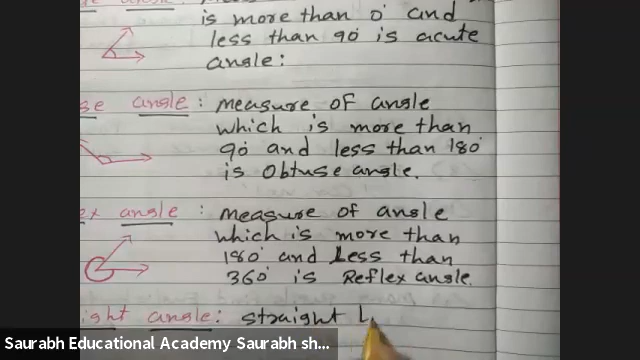 is more than 0° and
less than 90° is acute
angle:
angle: measure of angle
which is more than
90° and less than 180°
is Obtuse angle.
ex angle: measure of angle
which is more than
180° and Less than
360° is Reflex angle.
ight angle: straight L
Saurabh Educational Academy Saurabh sh...